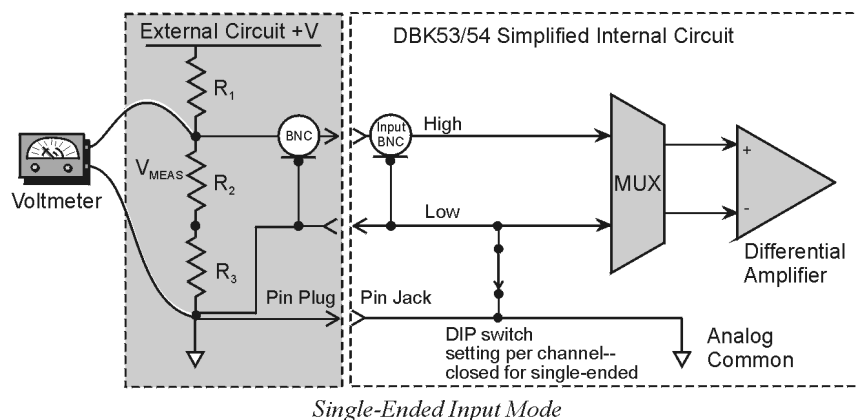 External Circuit +V
DBK53/54 Simplified Internal Circuit
R1
BNC
Input
BNC
High
VMEAS
R2
MUX
+
-
Voltmeter
Low
Differential
Amplifier
R3
Pin Plug
Pin Jack
DIP switch
setting per channel--
closed for single-ended
Analog
Common
Single-Ended Input Mode